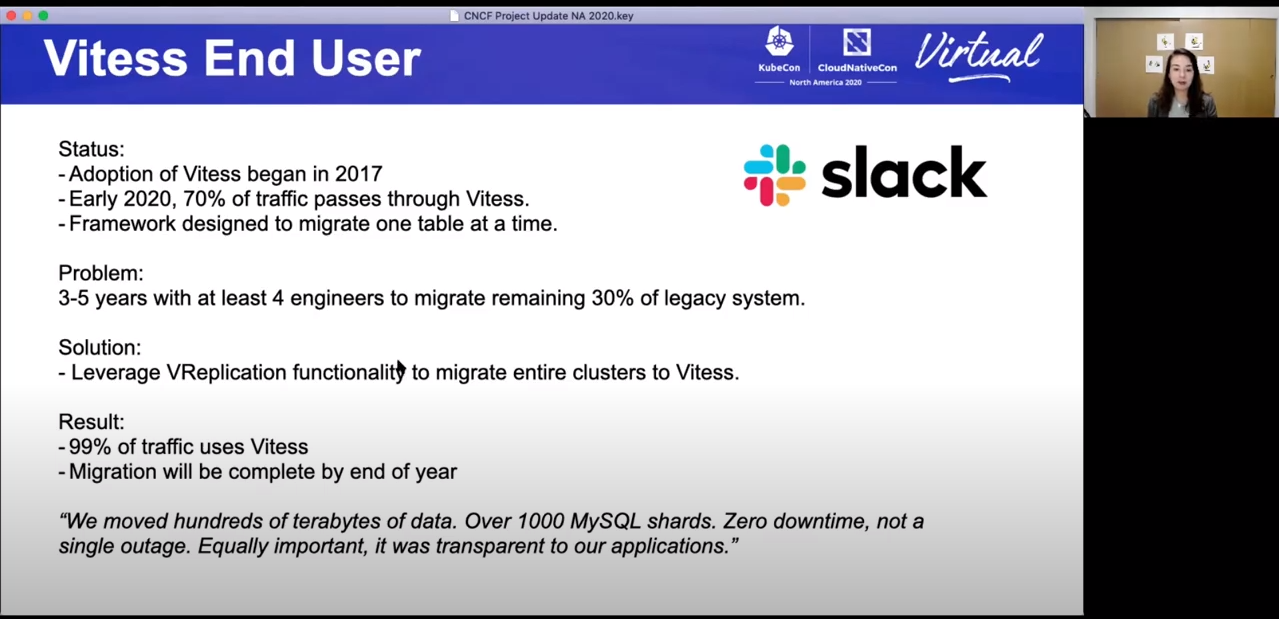 CNCF Project Update NA 2020.key
Vitess End User
KubeCon
CloudNativeCon
North America 2020
Virtual
Status:
- Adoption of Vitess began in 2017
- Early 2020, 70% of traffic passes through Vitess.
- Framework designed to migrate one table at a time.
slack
Problem:
3-5 years with at least 4 engineers to migrate remaining 30% of legacy system.
Solution:
- Leverage VReplication functionality to migrate entire clusters to Vitess.
Result:
- 99% of traffic uses Vitess
- Migration will be complete by end of year
“We moved hundreds of terabytes of data. Over 1000 MySQL shards. Zero downtime, not a
single outage. Equally important, it was transparent to our applications.”